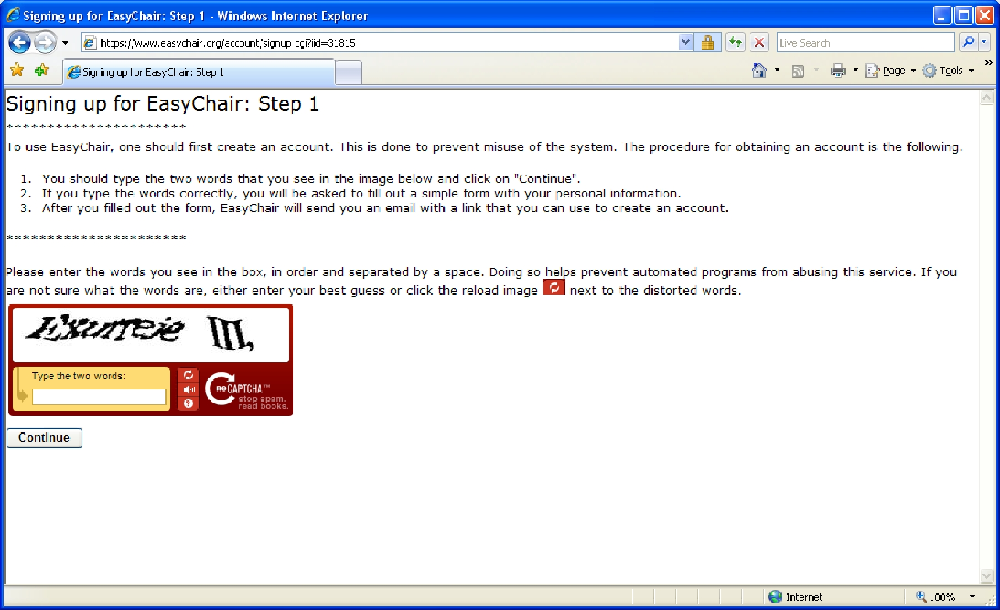 Signing up for EasyChair: Step 1 - Windows Internet Explorer
https://www.easychair.org/account/signup.cgi?iid=31815
Live Search
Signing up for EasyChair: Step 1
Page
Tools
Signing up for EasyChair: Step 1
**********************
To use EasyChair, one should first create an account. This is done to prevent misuse of the system. The procedure for obtaining an account is the following.
1. You should type the two words that you see in the image below and click on "Continue".
2. If you type the words correctly, you will be asked to fill out a simple form with your personal information.
3. After you filled out the form, EasyChair will send you an email with a link that you can use to create an account.
**********************
Please enter the words you see in the box, in order and separated by a space. Doing so helps prevent automated programs from abusing this service. If you
are not sure what the words are, either enter your best guess or click the reload image next to the distorted words.
Type the two words:
reCAPTCHA™
stop spam.
read books.
Continue
Internet
100%